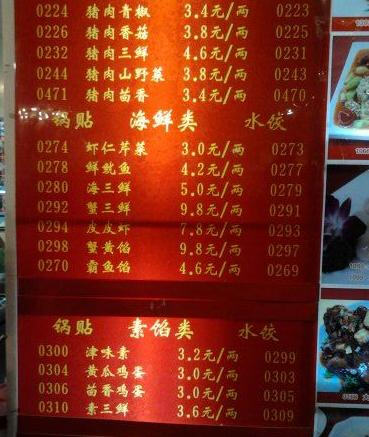 0224 猪肉青椒 3.4元/两 0223
0226 猪肉香菇 3.8元/两 0225
0232 猪肉三鲜 4.6元/两 0231
0244 猪肉山野菜 3.8元/两 0243
0471 猪肉茴香 3.4元/两 0470
锅贴 海鲜类 水饺
0274 虾仁芹菜 3.0元/两 0273
0278 鲜鱿鱼 4.2元/两 0277
0280 海三鲜 5.0元/两 0279
0292 蟹三鲜 9.8元/两 0291
0294 皮皮虾 7.8元/两 0293
0298 蟹黄馅 9.8元/两 0297
0270 霸鱼馅 4.6元/两 0269
锅贴 素馅类 水饺
0300 津味素 3.2元/两 0299
0304 黄瓜鸡蛋 3.0元/两 0303
0306 茴香鸡蛋 3.0元/两 0305
0310 素三鲜 3.6元/两 0309